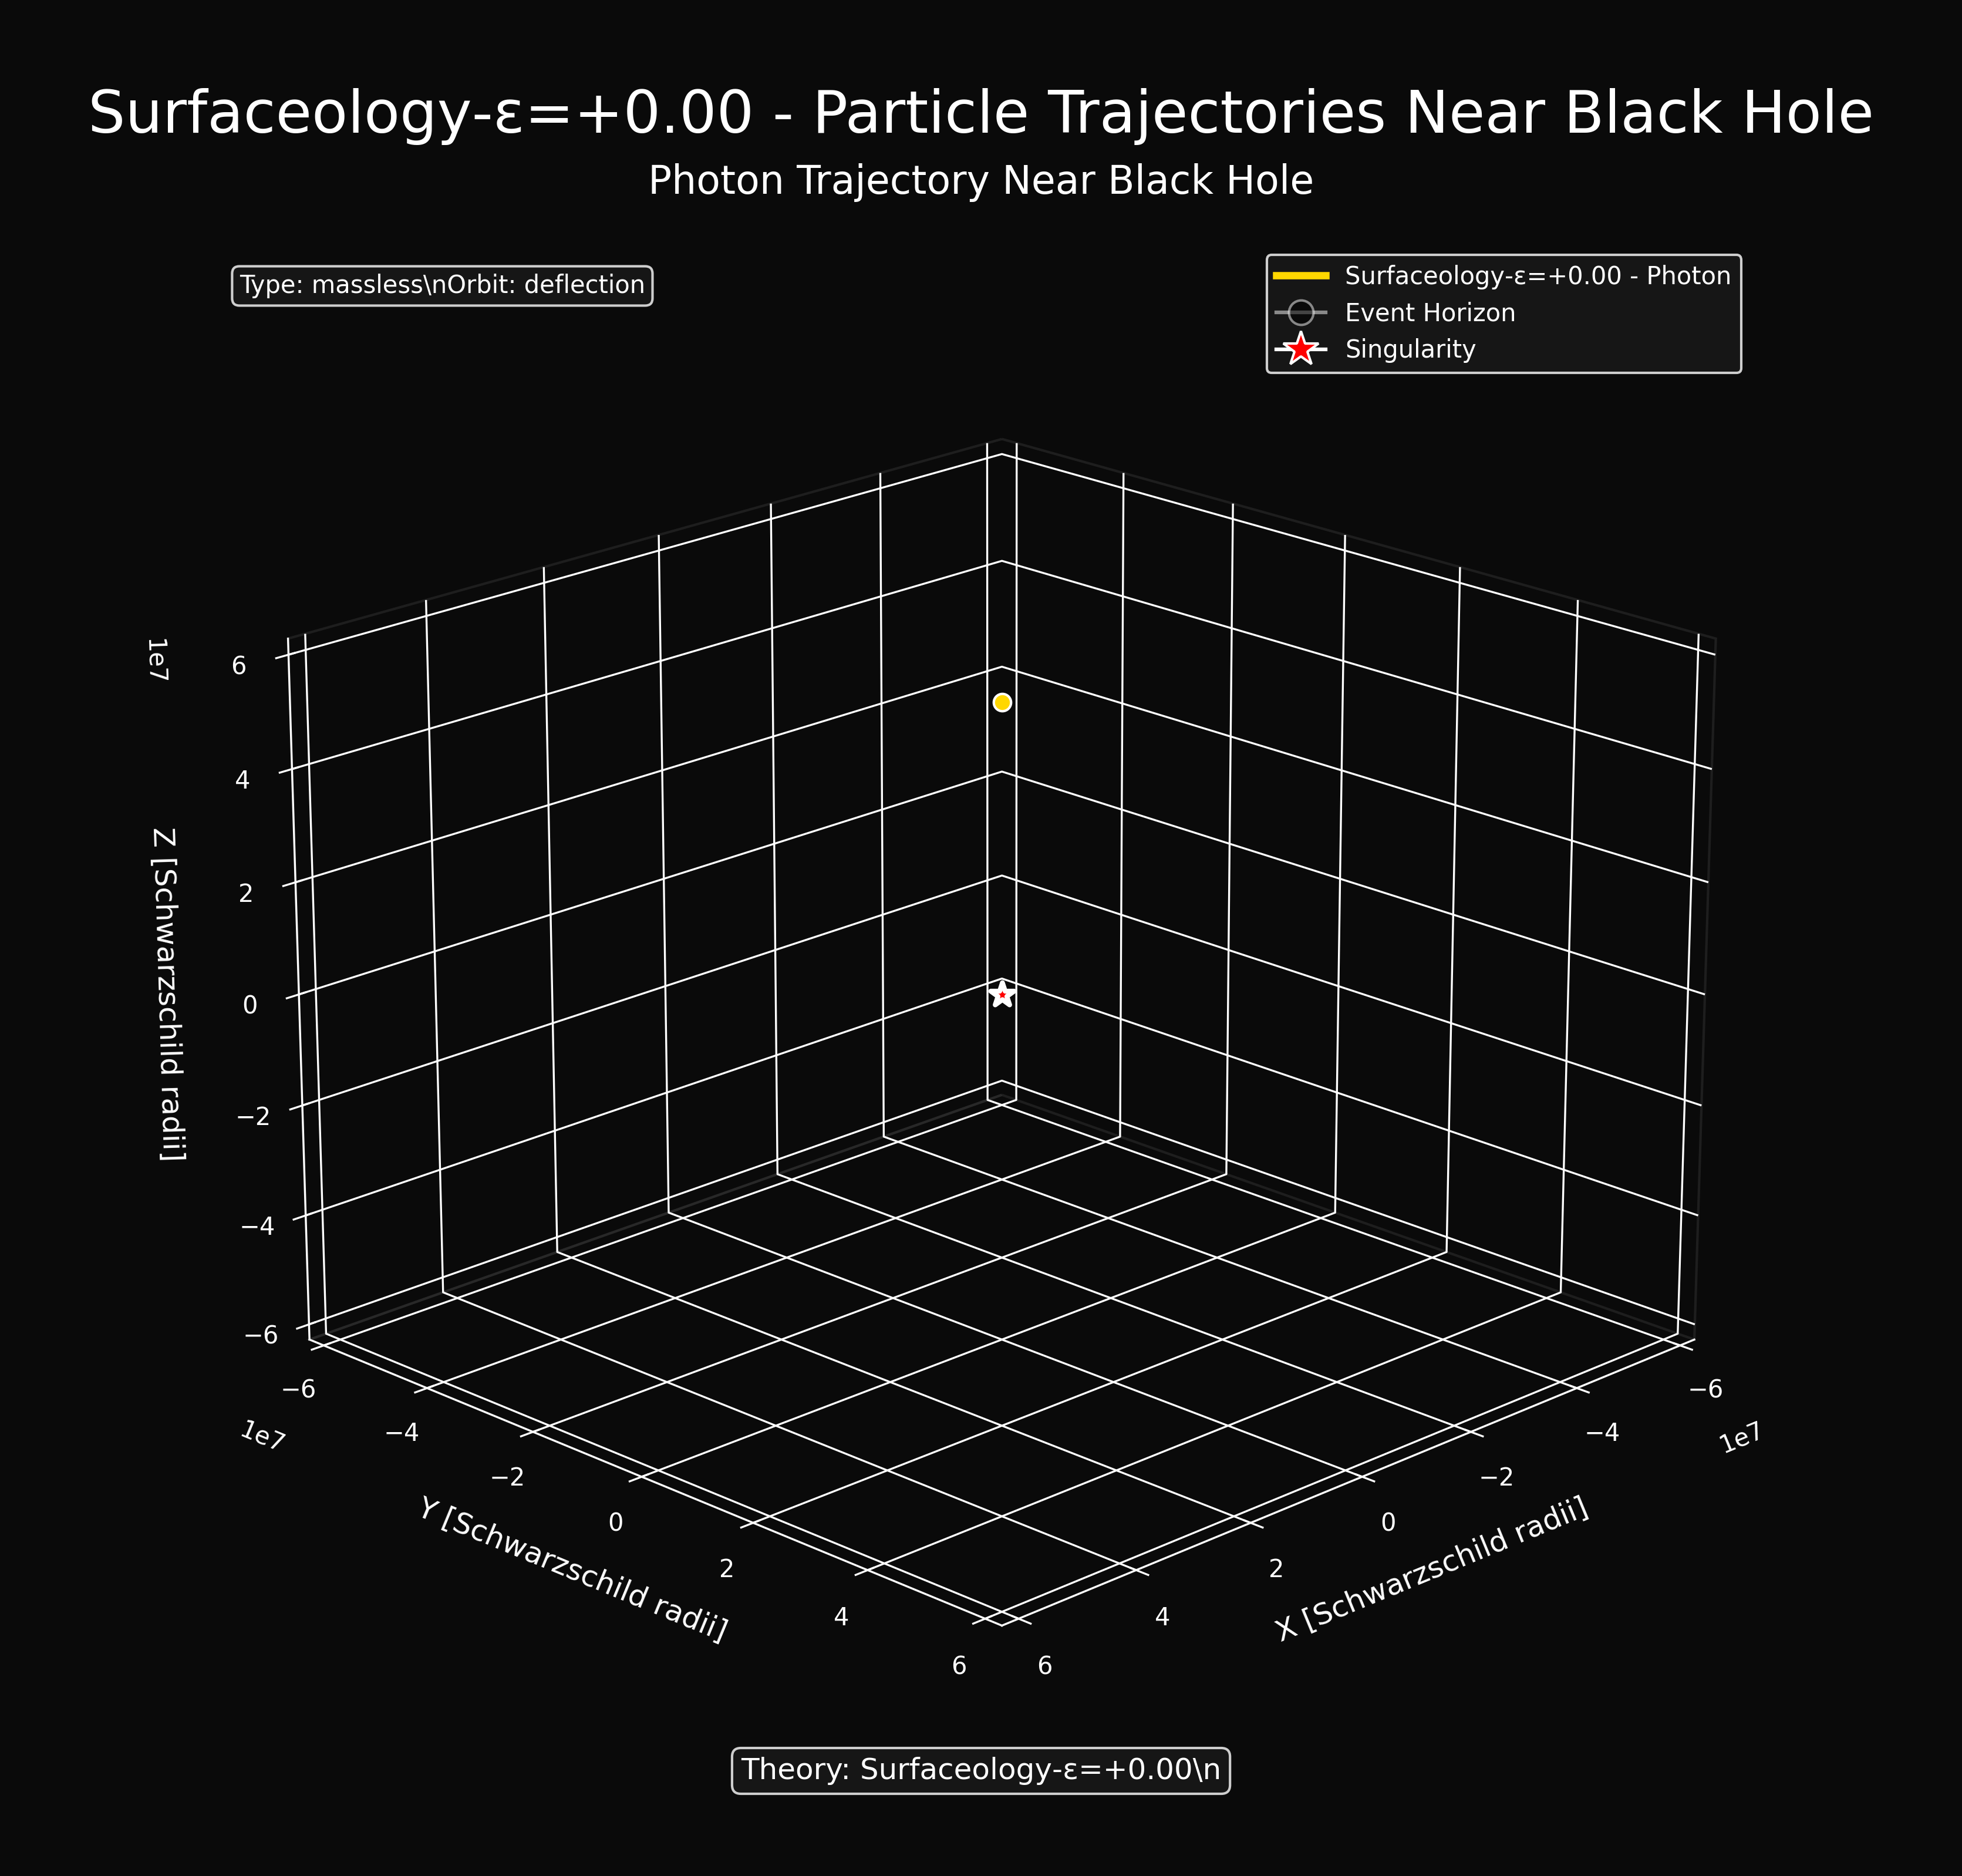 Surfaceology-ε=+0.00 - Particle Trajectories Near Black Hole
Photon Trajectory Near Black Hole
Type: massless\nOrbit: deflection
Surfaceology-ε=+0.00 - Photon
Event Horizon
Singularity
1e7
6
4
2
0
−2
−4
−6
Z [Schwarzschild radii]
−6
−4
−2
0
2
4
6
1e7
Y [Schwarzschild radii]
6
4
2
0
−2
−4
−6
1e7
X [Schwarzschild radii]
Theory: Surfaceology-ε=+0.00\n